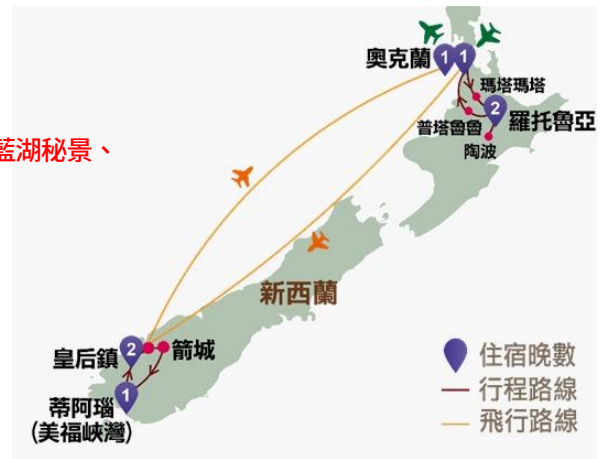 奧克蘭
1
1
瑪塔瑪塔
2
羅托魯亞
普塔魯魯
陶波
藍湖秘景、
新西蘭
皇后鎮
2
箭城
1
蒂阿瑙
(美福峽灣)
住宿晚數
行程路線
飛行路線